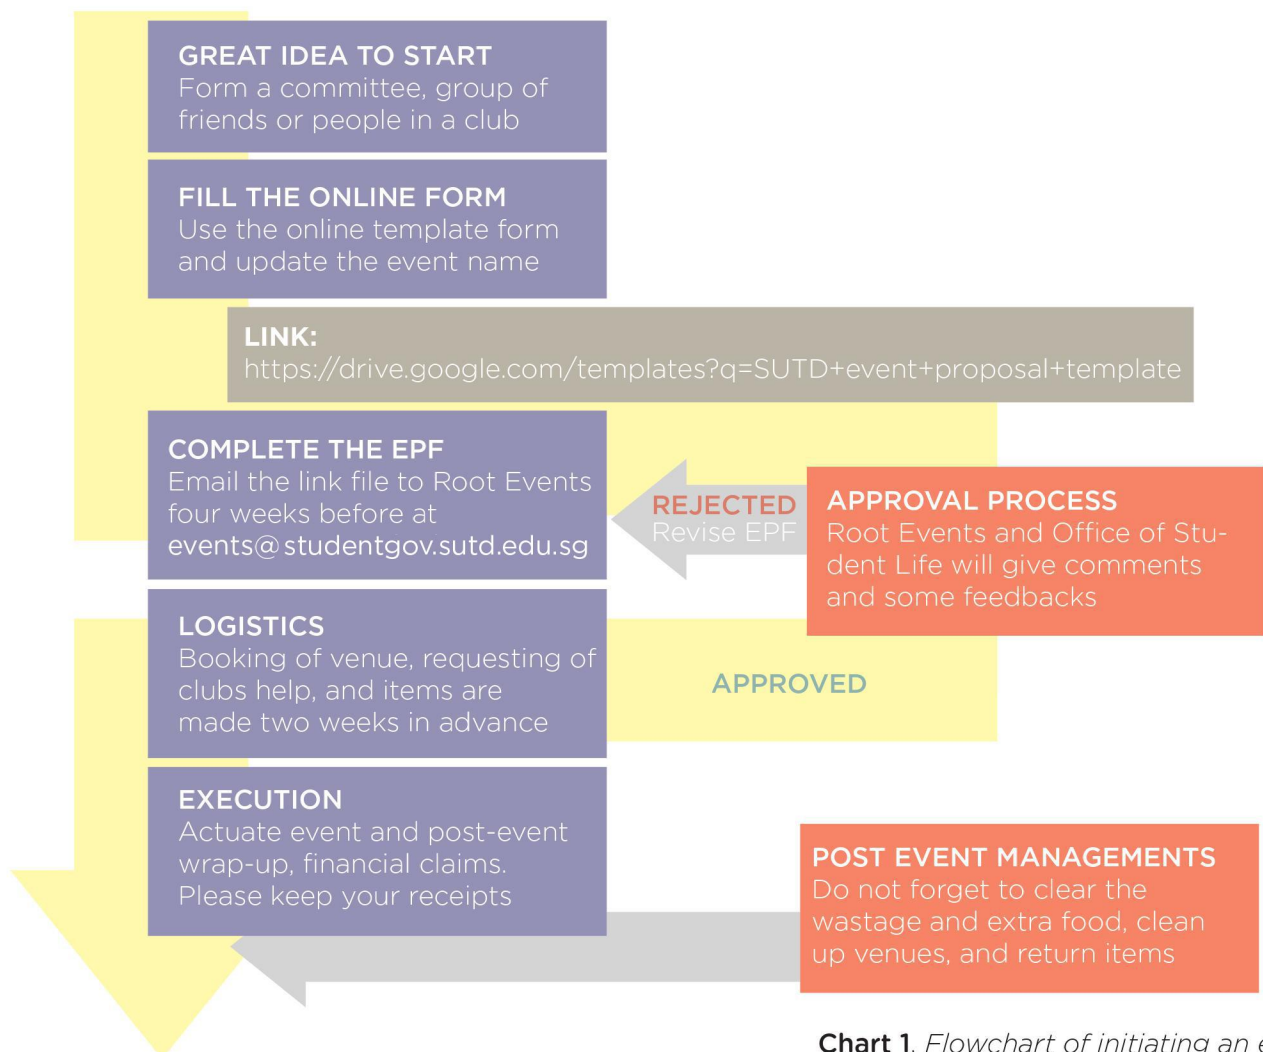 GREAT IDEA TO START
Form a committee, group of
friends or people in a club
FILL THE ONLINE FORM
Use the online template form
and update the event name
LINK:
https://drive.google.com/templates?q=SUTD+event+proposal+template
COMPLETE THE EPF
Email the link file to Root Events
four weeks before at
events@studentgov.sutd.edu.sg
REJECTED
Revise EPF
APPROVAL PROCESS
Root Events and Office of Stu-
dent Life will give comments
and some feedbacks
LOGISTICS
Booking of venue, requesting of
clubs help, and items are
made two weeks in advance
APPROVED
EXECUTION
Actuate event and post-event
wrap-up, financial claims.
Please keep your receipts
POST EVENT MANAGEMENTS
Do not forget to clear the
wastage and extra food, clean
up venues, and return items
Chart 1. Flowchart of initiating an